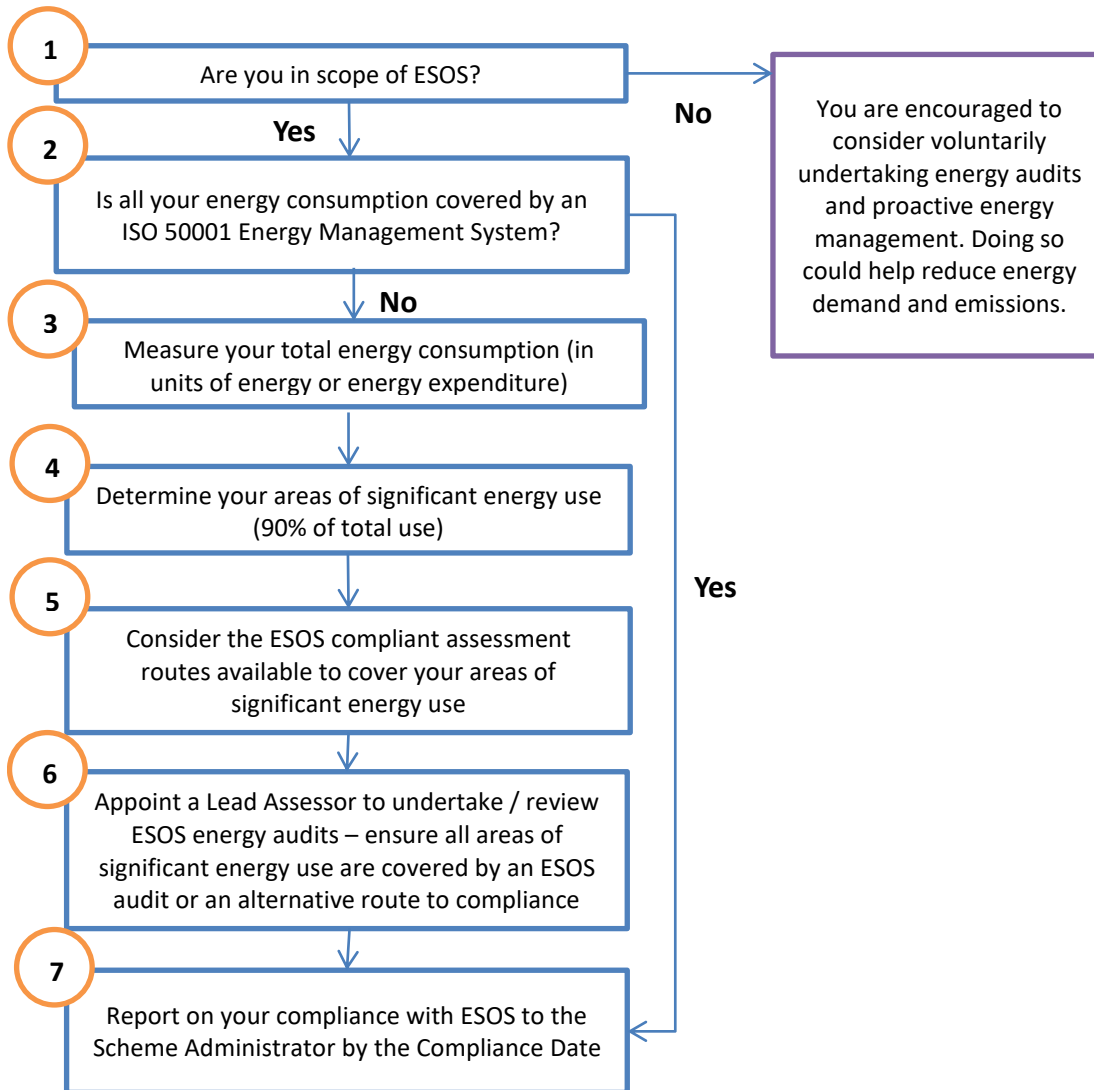 1
Are you in scope of ESOS?
No
You are encouraged to
consider voluntarily
undertaking energy audits
and proactive energy
management. Doing so
could help reduce energy
demand and emissions.
Yes
2
Is all your energy consumption covered by an
ISO 50001 Energy Management System?
No
Yes
3
Measure your total energy consumption (in
units of energy or energy expenditure)
4
Determine your areas of significant energy use
(90% of total use)
5
Consider the ESOS compliant assessment
routes available to cover your areas of
significant energy use
6
Appoint a Lead Assessor to undertake / review
ESOS energy audits – ensure all areas of
significant energy use are covered by an ESOS
audit or an alternative route to compliance
7
Report on your compliance with ESOS to the
Scheme Administrator by the Compliance Date